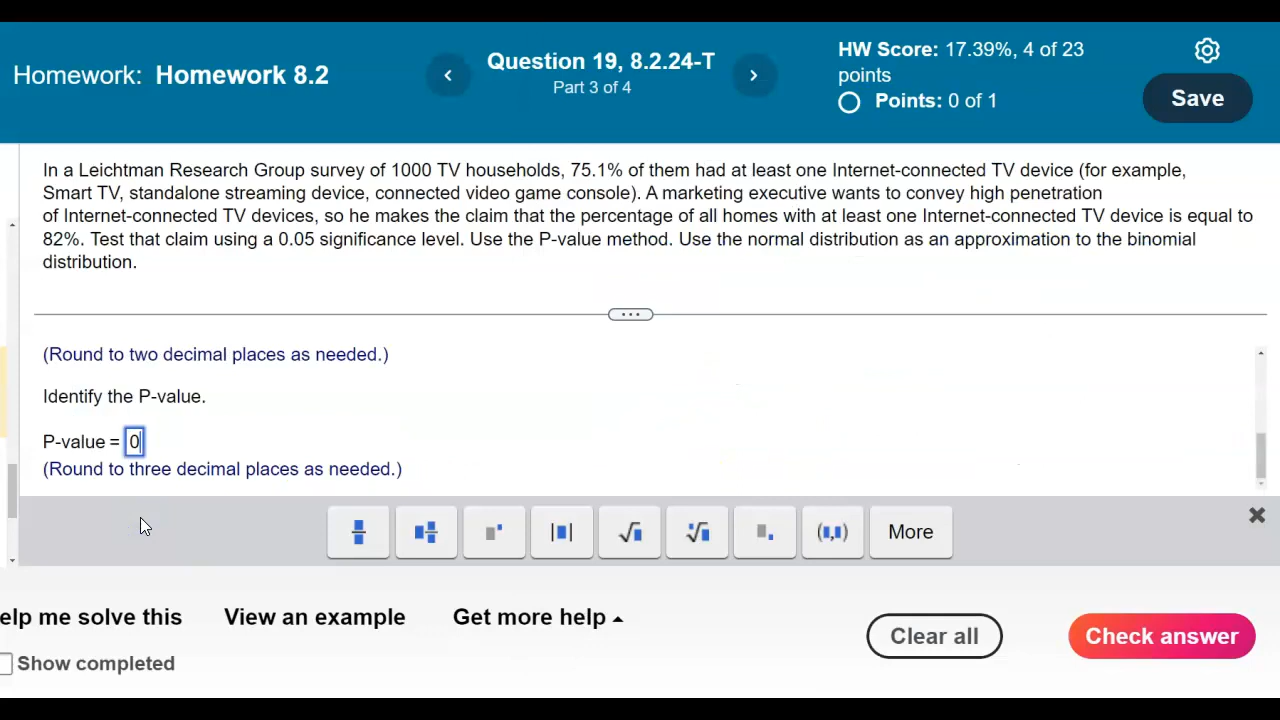 Homework: Homework 8.2
Question 19, 8.2.24-T
Part 3 of 4
HW Score: 17.39%, 4 of 23
points
Points: 0 of 1
Save
In a Leichtman Research Group survey of 1000 TV households, 75.1% of them had at least one Internet-connected TV device (for example,
Smart TV, standalone streaming device, connected video game console). A marketing executive wants to convey high penetration
of Internet-connected TV devices, so he makes the claim that the percentage of all homes with at least one Internet-connected TV device is equal to
82%. Test that claim using a 0.05 significance level. Use the P-value method. Use the normal distribution as an approximation to the binomial
distribution.
(Round to two decimal places as needed.)
Identify the P-value.
P-value = 0
(Round to three decimal places as needed.)
More
elp me solve this
View an example
Get more help
Clear all
Check answer
Show completed